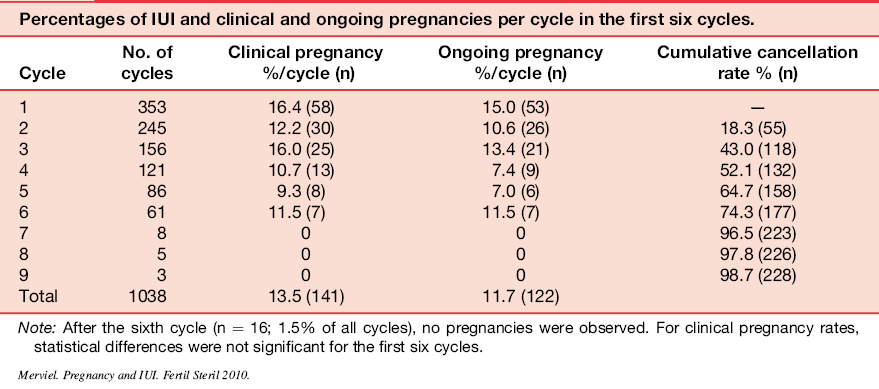 Percentages of IUI and clinical and ongoing pregnancies per cycle in the first six cycles.
Cycle No. of cycles Clinical pregnancy %/cycle (n) Ongoing pregnancy %/cycle (n) Cumulative cancellation rate % (n)
1 353 16.4 (58) 15.0 (53) —
2 245 12.2 (30) 10.6 (26) 18.3 (55)
3 156 16.0 (25) 13.4 (21) 43.0 (118)
4 121 10.7 (13) 7.4 (9) 52.1 (132)
5 86 9.3 (8) 7.0 (6) 64.7 (158)
6 61 11.5 (7) 11.5 (7) 74.3 (177)
7 8 0 0 96.5 (223)
8 5 0 0 97.8 (226)
9 3 0 0 98.7 (228)
Total 1038 13.5 (141) 11.7 (122)
Note: After the sixth cycle (n = 16; 1.5% of all cycles), no pregnancies were observed. For clinical pregnancy rates,
statistical differences were not significant for the first six cycles.
Merviel. Pregnancy and IUI. Fertil Steril 2010.